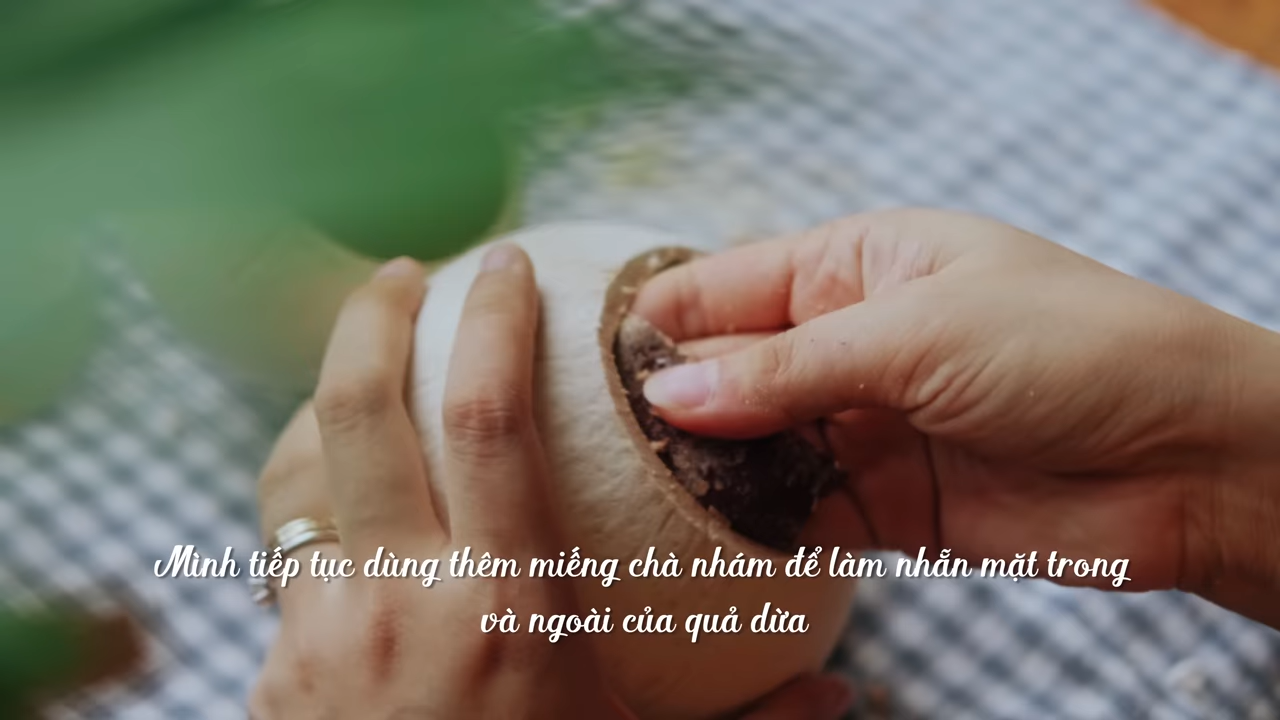 Mình tiếp tục dùng thêm miếng chà nhám để làm nhẵn mặt trong
và ngoài của quả dừa